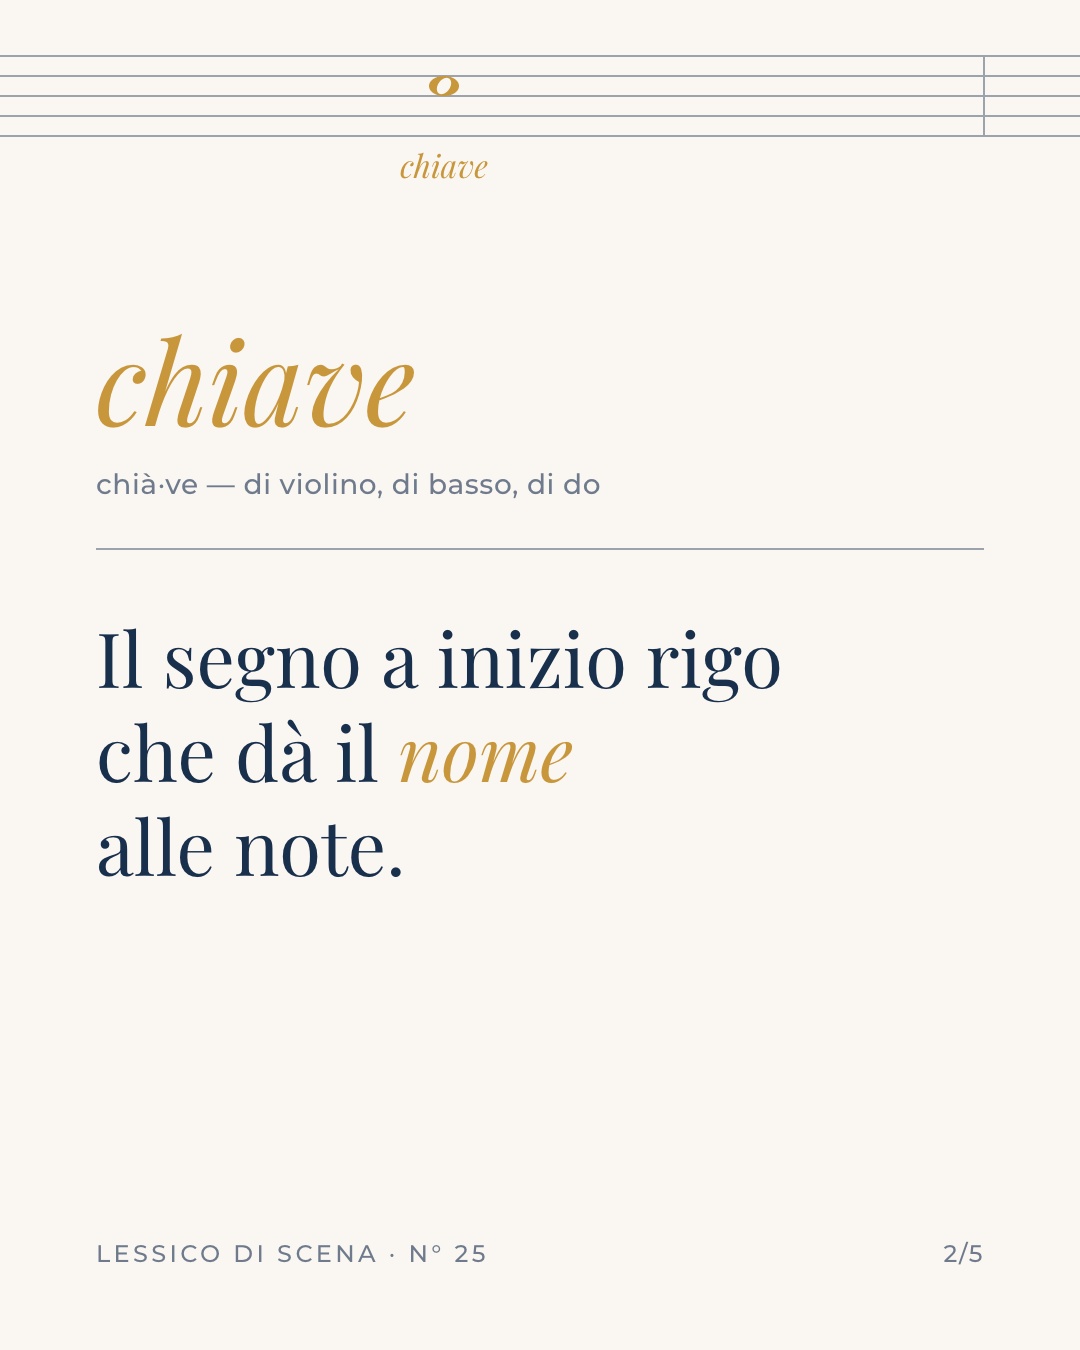 chiave
chiave
chià·ve — di violino, di basso, di do
Il segno a inizio rigo
che dà il nome
alle note.
LESSICO DI SCENA · N° 25
2/5